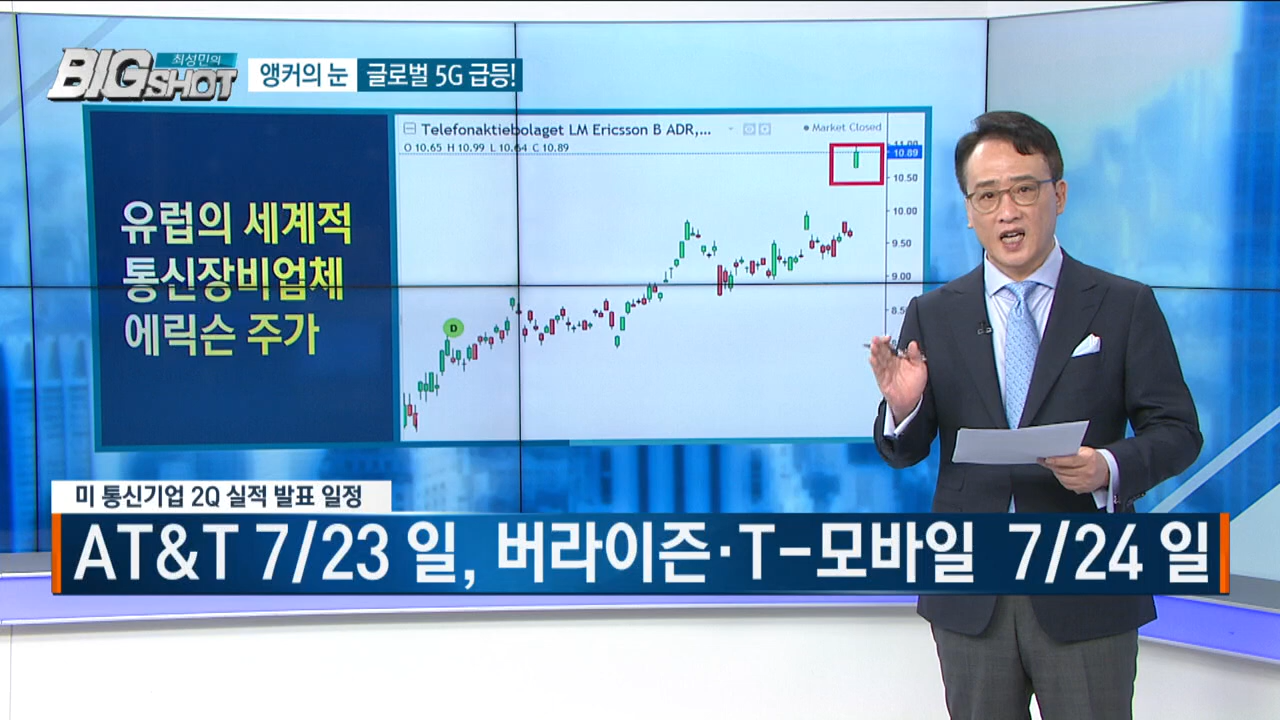 최성민의
BIGSHOT
앵커의 눈 글로벌 5G 급등!
Telefonaktiebolaget LM Ericsson B ADR,...
Market Closed
O 10.65 H 10.99 L 10.64 C 10.89
11.00
10.89
10.50
10.00
9.50
9.00
8.5
D
유럽의 세계적
통신장비업체
에릭슨 주가
미 통신기업 2Q 실적 발표 일정
AT&T 7/23 일, 버라이즌·T-모바일 7/24 일